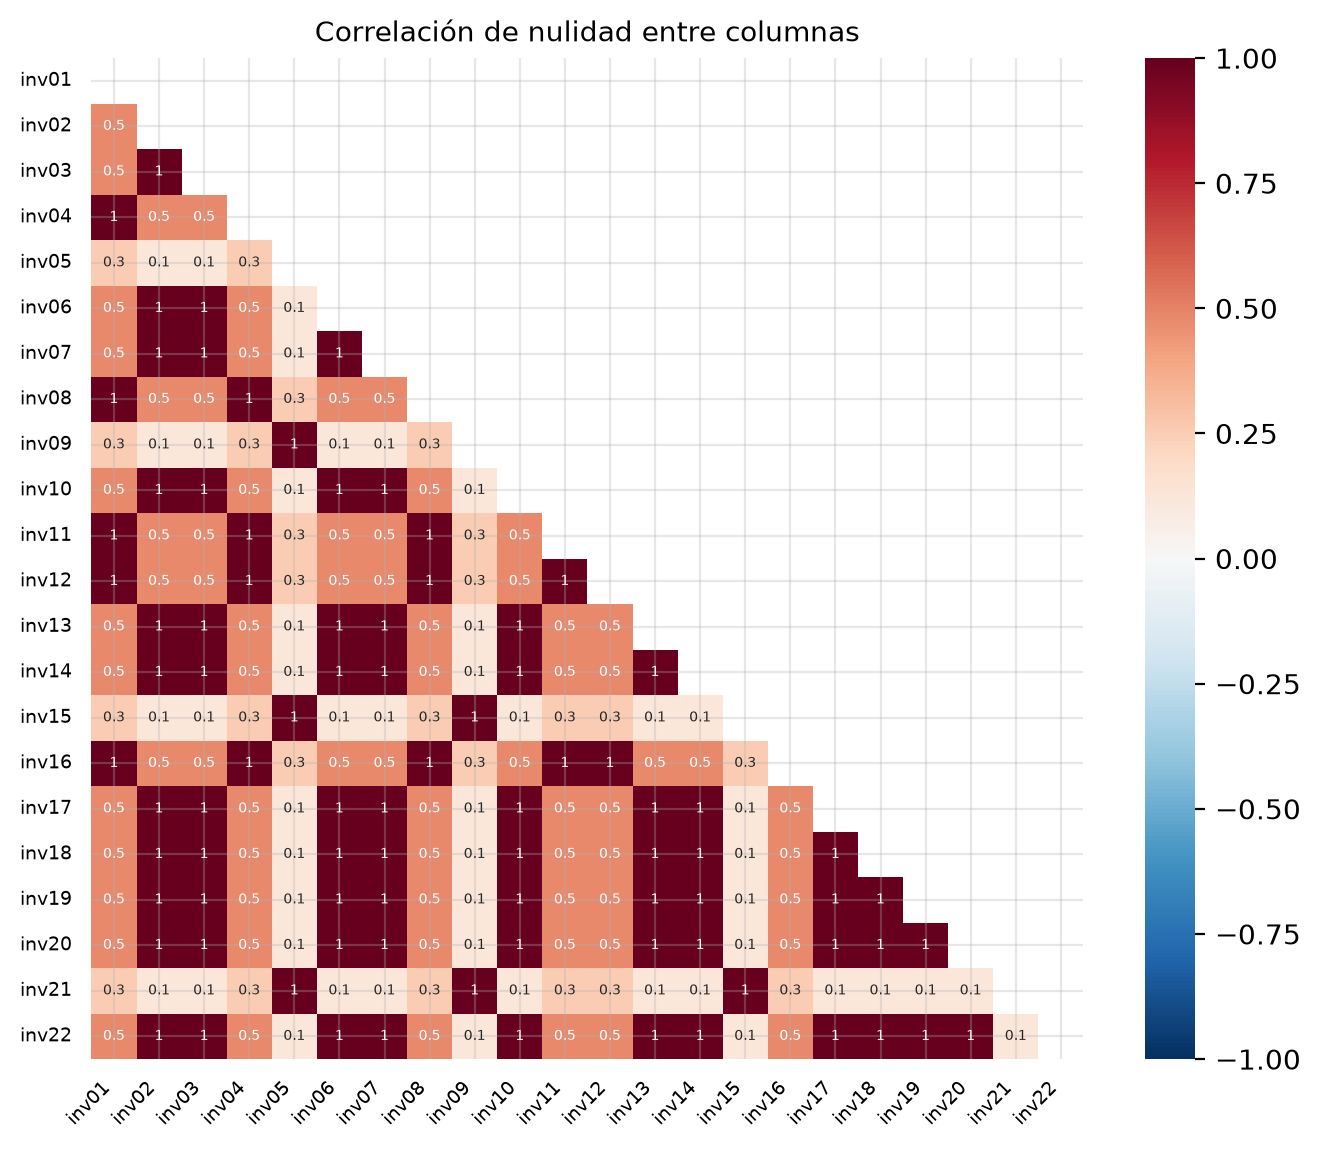 Correlación de nulidad entre columnas
inv01
inv02 0.5
inv03 0.5 1
inv04 1 0.5 0.5
inv05 0.3 0.1 0.1 0.3
inv06 0.5 1 1 0.5 0.1
inv07 0.5 1 1 0.5 0.1 1
inv08 1 0.5 0.5 1 0.3 0.5 0.5
inv09 0.3 0.1 0.1 0.3 1 0.1 0.1 0.3
inv10 0.5 1 1 0.5 0.1 1 1 0.5 0.1
inv11 1 0.5 0.5 1 0.3 0.5 0.5 1 0.3 0.5
inv12 1 0.5 0.5 1 0.3 0.5 0.5 1 0.3 0.5 1
inv13 0.5 1 1 0.5 0.1 1 1 0.5 0.1 1 0.5 0.5
inv14 0.5 1 1 0.5 0.1 1 1 0.5 0.1 1 0.5 0.5 1
inv15 0.3 0.1 0.1 0.3 1 0.1 0.1 0.3 1 0.1 0.3 0.3 0.1 0.1
inv16 1 0.5 0.5 1 0.3 0.5 0.5 1 0.3 0.5 1 1 0.5 0.5 0.3
inv17 0.5 1 1 0.5 0.1 1 1 0.5 0.1 1 0.5 0.5 1 1 0.1 0.5
inv18 0.5 1 1 0.5 0.1 1 1 0.5 0.1 1 0.5 0.5 1 1 0.1 0.5 1
inv19 0.5 1 1 0.5 0.1 1 1 0.5 0.1 1 0.5 0.5 1 1 0.1 0.5 1 1
inv20 0.5 1 1 0.5 0.1 1 1 0.5 0.1 1 0.5 0.5 1 1 0.1 0.5 1 1 1
inv21 0.3 0.1 0.1 0.3 1 0.1 0.1 0.3 1 0.1 0.3 0.3 0.1 0.1 1 0.3 0.1 0.1 0.1 0.1
inv22 0.5 1 1 0.5 0.1 1 1 0.5 0.1 1 0.5 0.5 1 1 0.1 0.5 1 1 1 1 0.1
inv01 inv02 inv03 inv04 inv05 inv06 inv07 inv08 inv09 inv10 inv11 inv12 inv13 inv14 inv15 inv16 inv17 inv18 inv19 inv20 inv21 inv22
1.00
0.75
0.50
0.25
0.00
−0.25
−0.50
−0.75
−1.00